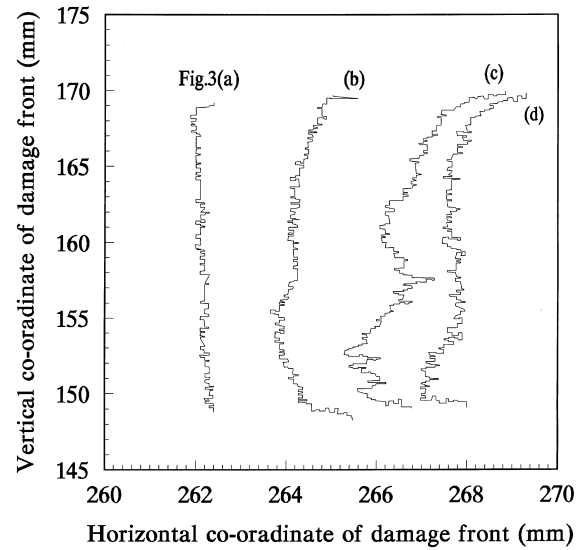 175
170
165
160
155
150
145
Vertical co-oradinate of damage front (mm)
Fig.3(a)
(b)
(c)
(d)
260 262 264 266 268 270
Horizontal co-oradinate of damage front (mm)